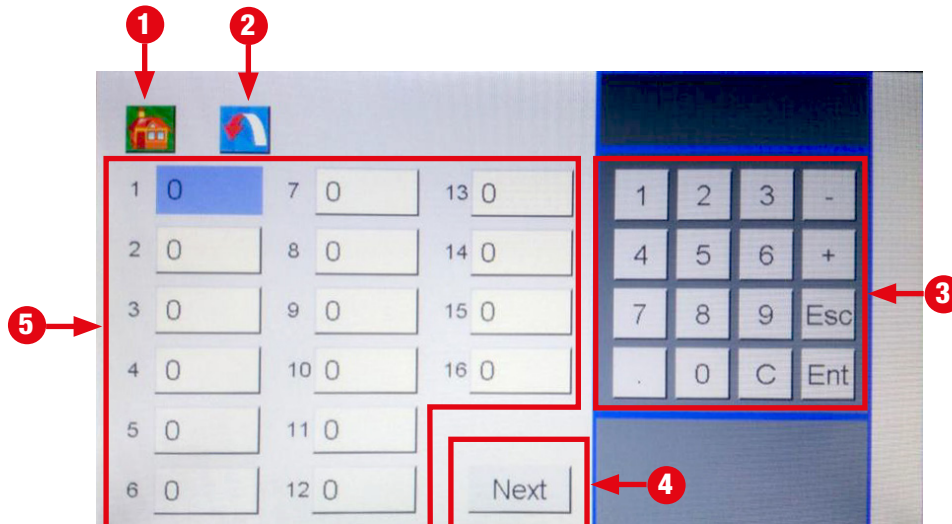 1 2
1 0 7 0 13 0 1 2 3 -
2 0 8 0 14 0 4 5 6 +
3 0 9 0 15 0 7 8 9 Esc
5 3
4 0 10 0 16 0 . 0 C Ent
5 0 11 0
6 0 12 0 Next 4